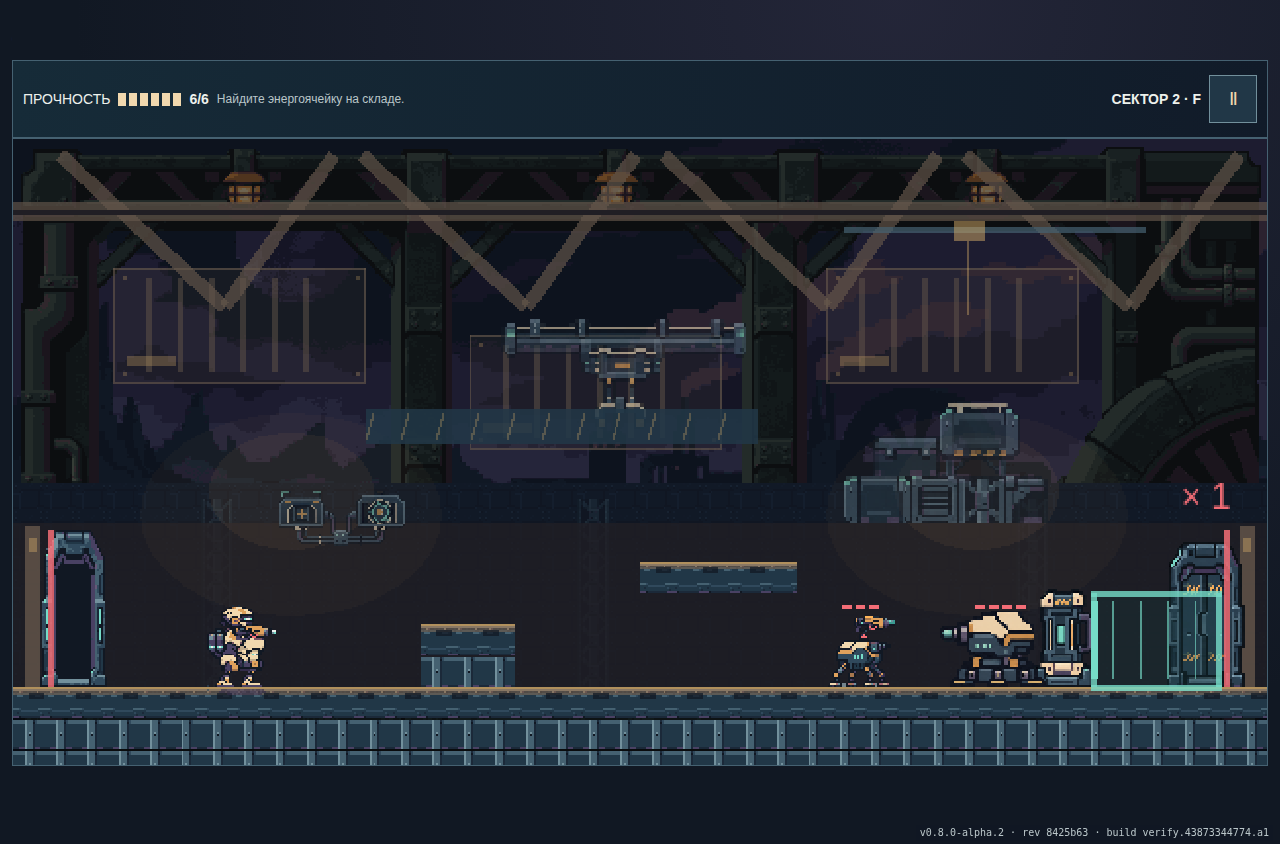 ПРОЧНОСТЬ 6/6 Найдите энергоячейку на складе.
СЕКТОР 2 · F
× 1
v0.8.0-alpha.2 · rev 8425b63 · build verify.43873344774.a1